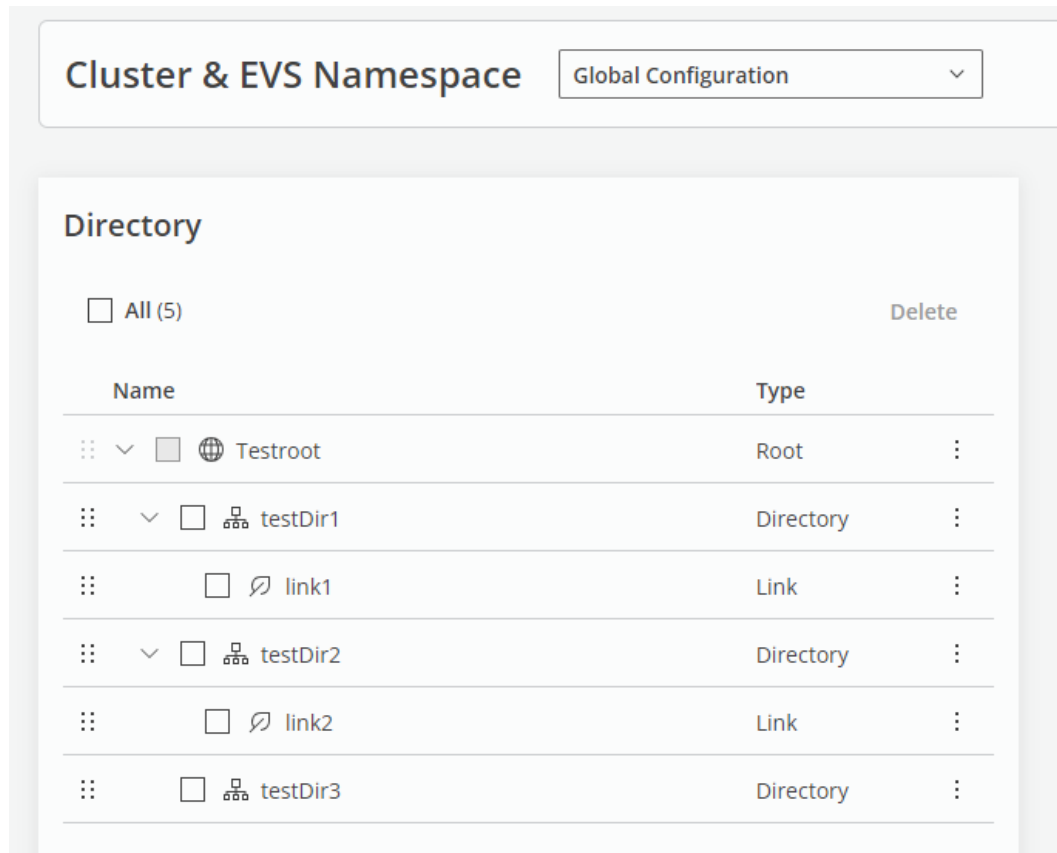 Cluster & EVS Namespace Global Configuration
Directory
All (5) Delete
Name Type
Testroot Root
testDir1 Directory
link1 Link
testDir2 Directory
link2 Link
testDir3 Directory